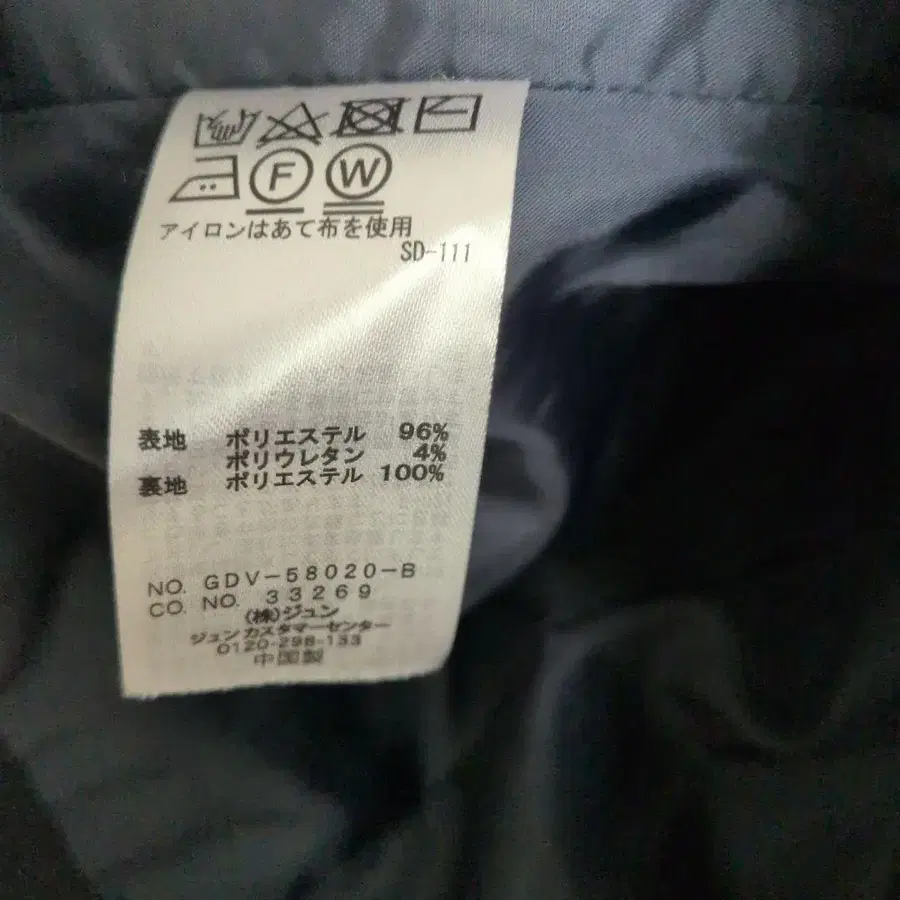 F W
アイロンはあて布を使用
SD-111
表地 ポリエステル 96%
ポリウレタン 4%
裏地 ポリエステル 100%
NO. GDV-58020-B
CO. NO. 33269
(株)ジュン
ジュンカスタマーセンター
0120-298-133
中国製